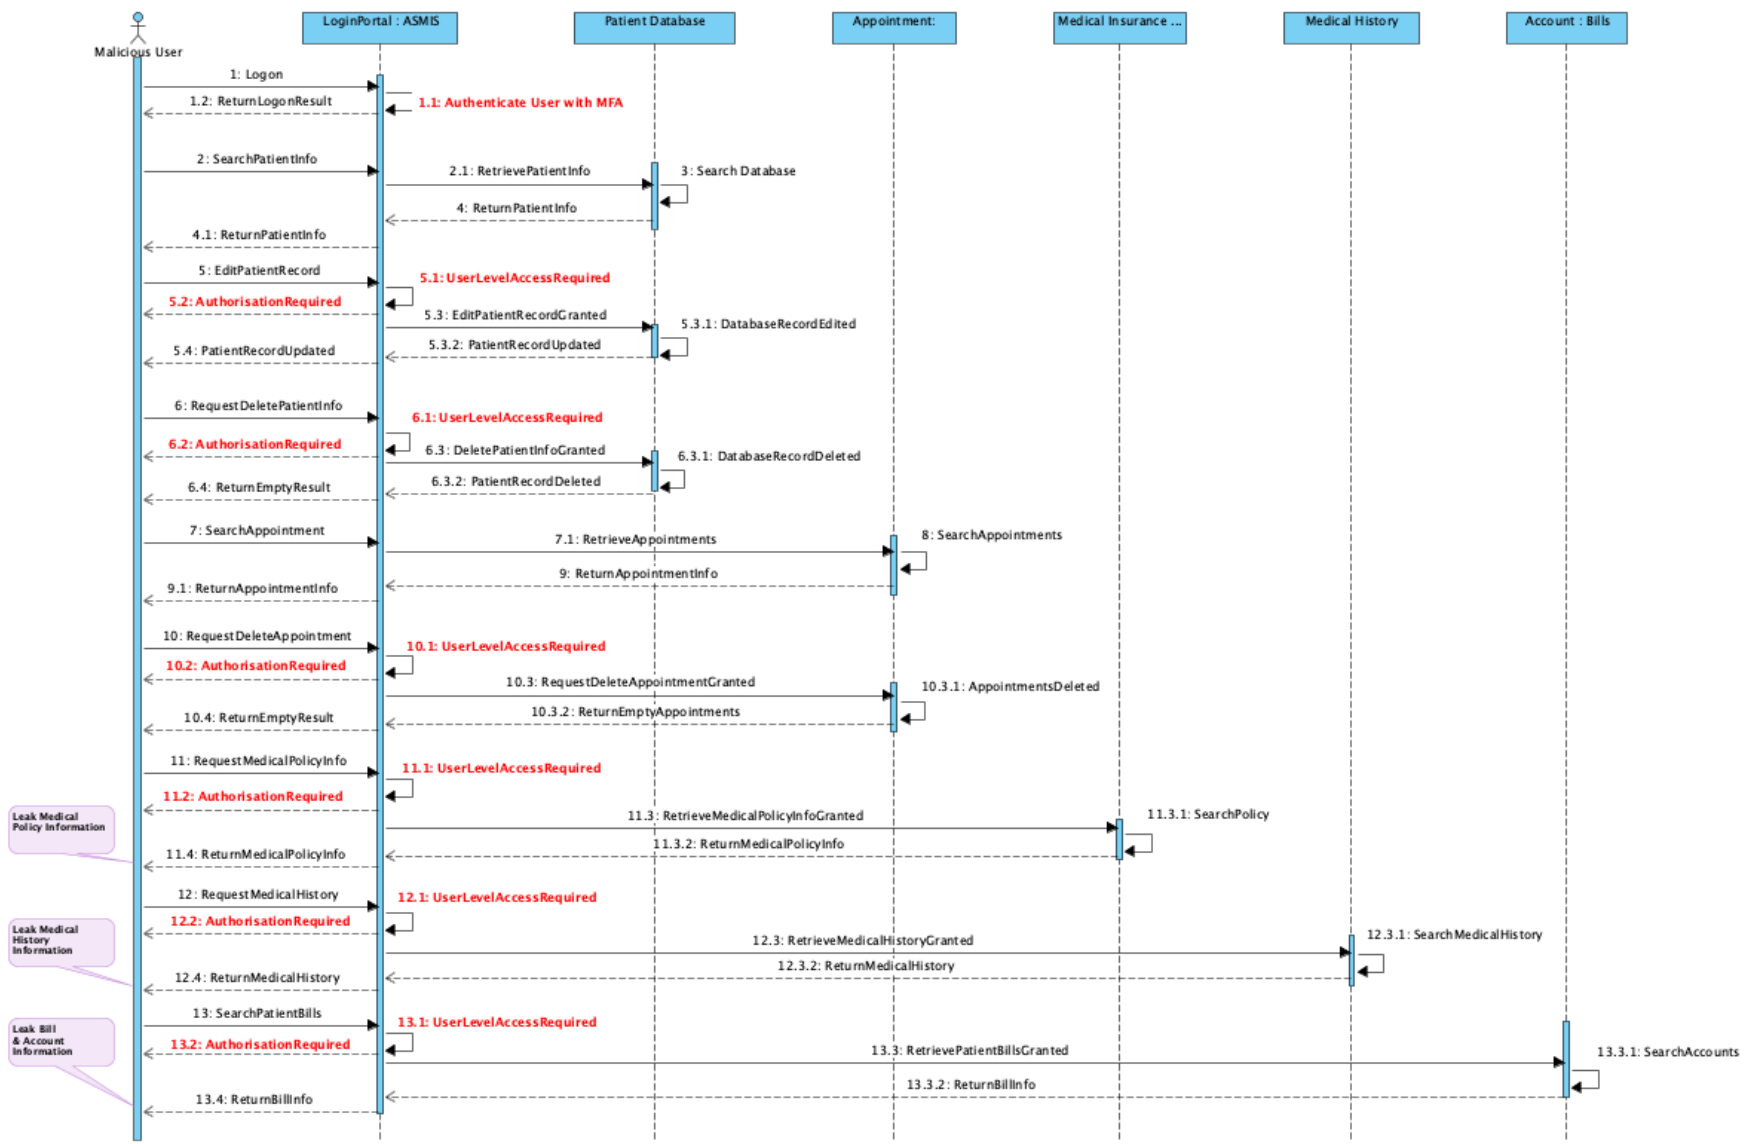 LoginPortal : ASMIS
Patient Database
Appointment:
Medical Insurance ...
Medical History
Account : Bills
Malicious User
1: Logon
1.1: Authenticate User with MFA
1.2: ReturnLogonResult
2: SearchPatientInfo
2.1: RetrievePatientInfo
3: Search Database
4: ReturnPatientInfo
4.1: ReturnPatientInfo
5: EditPatientRecord
5.1: UserLevelAccessRequired
5.2: AuthorisationRequired
5.3: EditPatientRecordGranted
5.3.1: DatabaseRecordEdited
5.3.2: PatientRecordUpdated
5.4: PatientRecordUpdated
6: RequestDeletePatientInfo
6.1: UserLevelAccessRequired
6.2: AuthorisationRequired
6.3: DeletePatientInfoGranted
6.3.1: DatabaseRecordDeleted
6.3.2: PatientRecordDeleted
6.4: ReturnEmptyResult
7: SearchAppointment
7.1: RetrieveAppointments
8: SearchAppointments
9: ReturnAppointmentInfo
9.1: ReturnAppointmentInfo
10: RequestDeleteAppointment
10.1: UserLevelAccessRequired
10.2: AuthorisationRequired
10.3: RequestDeleteAppointmentGranted
10.3.1: AppointmentsDeleted
10.3.2: ReturnEmptyAppointments
10.4: ReturnEmptyResult
11: RequestMedicalPolicyInfo
11.1: UserLevelAccessRequired
11.2: AuthorisationRequired
11.3: RetrieveMedicalPolicyInfoGranted
11.3.1: SearchPolicy
11.3.2: ReturnMedicalPolicyInfo
Leak Medical
Policy Information
11.4: ReturnMedicalPolicyInfo
12: RequestMedicalHistory
12.1: UserLevelAccessRequired
12.2: AuthorisationRequired
12.3: RetrieveMedicalHistoryGranted
12.3.1: SearchMedicalHistory
12.3.2: ReturnMedicalHistory
Leak Medical
History
Information
12.4: ReturnMedicalHistory
13: SearchPatientBills
13.1: UserLevelAccessRequired
13.2: AuthorisationRequired
13.3: RetrievePatientBillsGranted
13.3.1: SearchAccounts
13.3.2: ReturnBillInfo
Leak Bill
& Account
Information
13.4: ReturnBillInfo